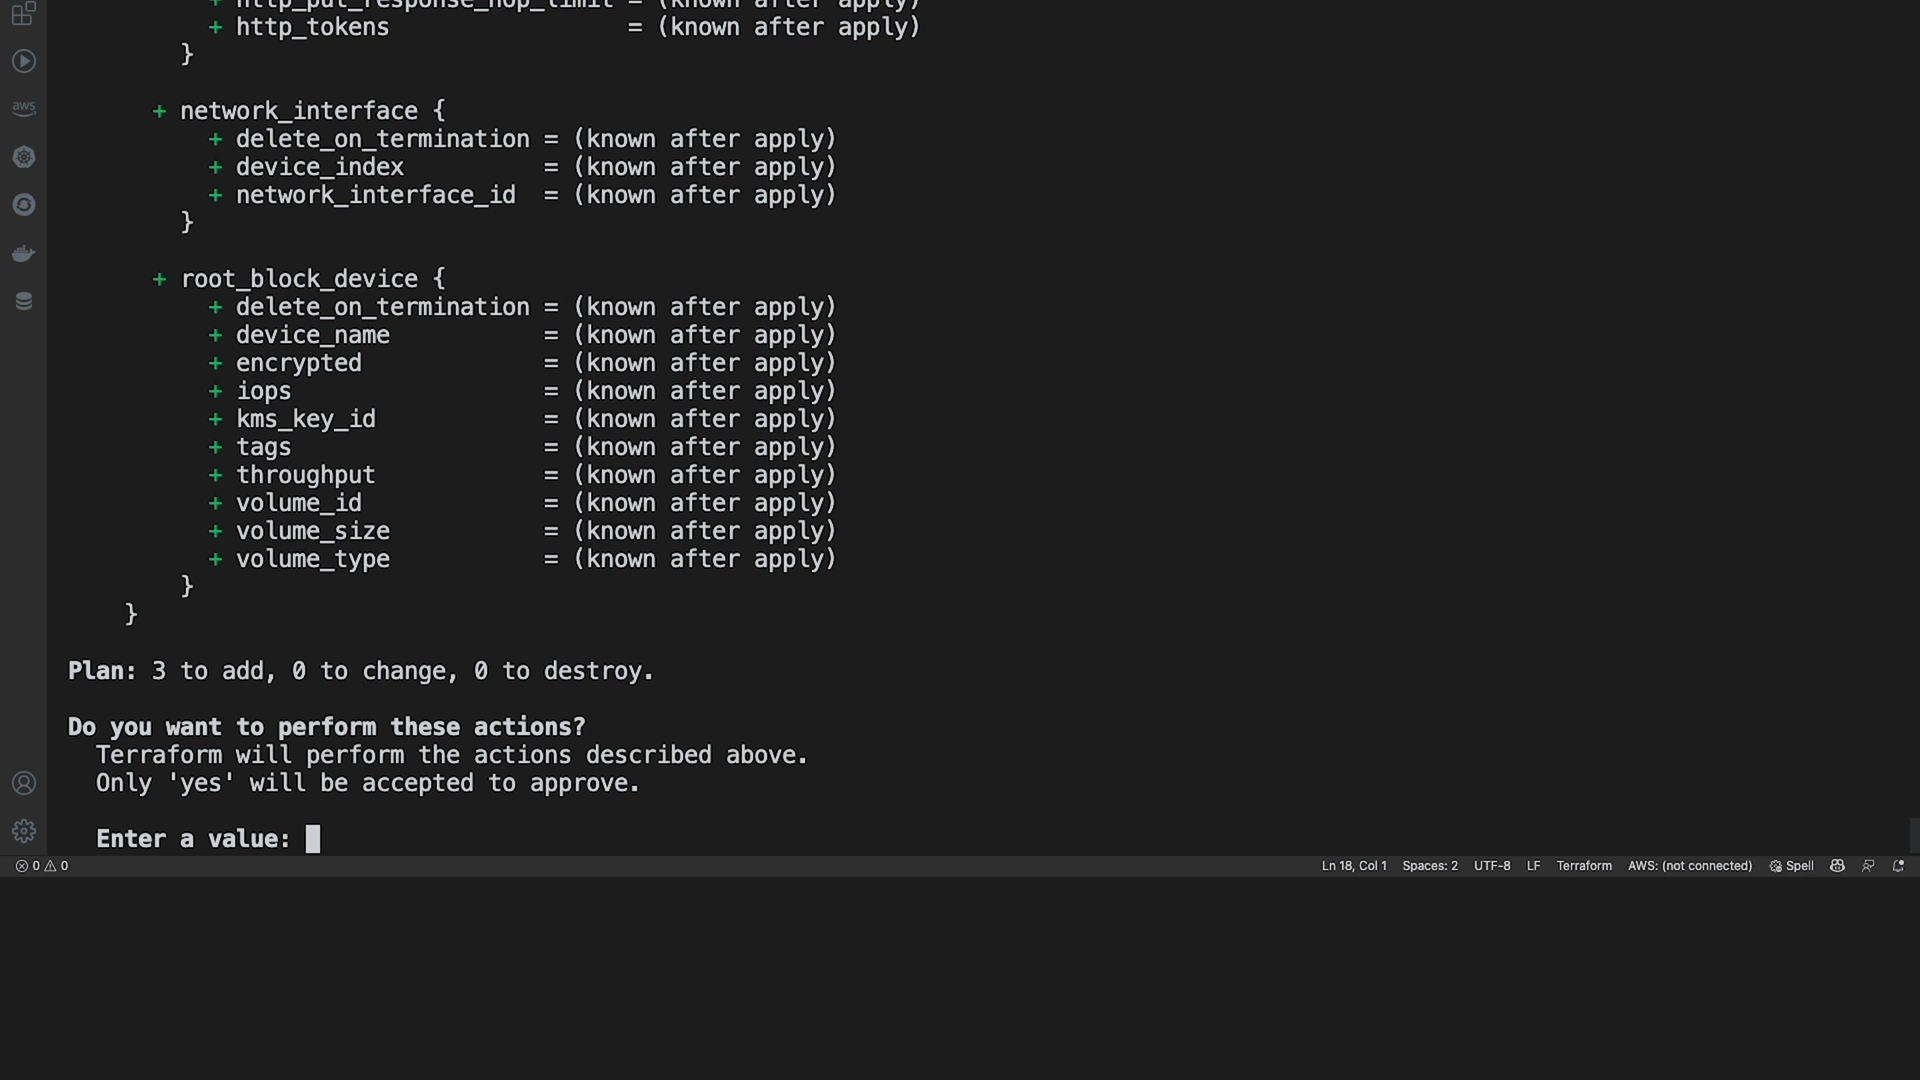 + http_put_response_hop_limit = (known after apply)
+ http_tokens = (known after apply)
}
+ network_interface {
+ delete_on_termination = (known after apply)
+ device_index = (known after apply)
+ network_interface_id = (known after apply)
}
+ root_block_device {
+ delete_on_termination = (known after apply)
+ device_name = (known after apply)
+ encrypted = (known after apply)
+ iops = (known after apply)
+ kms_key_id = (known after apply)
+ tags = (known after apply)
+ throughput = (known after apply)
+ volume_id = (known after apply)
+ volume_size = (known after apply)
+ volume_type = (known after apply)
}
}
Plan: 3 to add, 0 to change, 0 to destroy.
Do you want to perform these actions?
Terraform will perform the actions described above.
Only 'yes' will be accepted to approve.
Enter a value:
aws
0 0 Ln 18, Col 1 Spaces: 2 UTF-8 LF Terraform AWS: (not connected) Spell